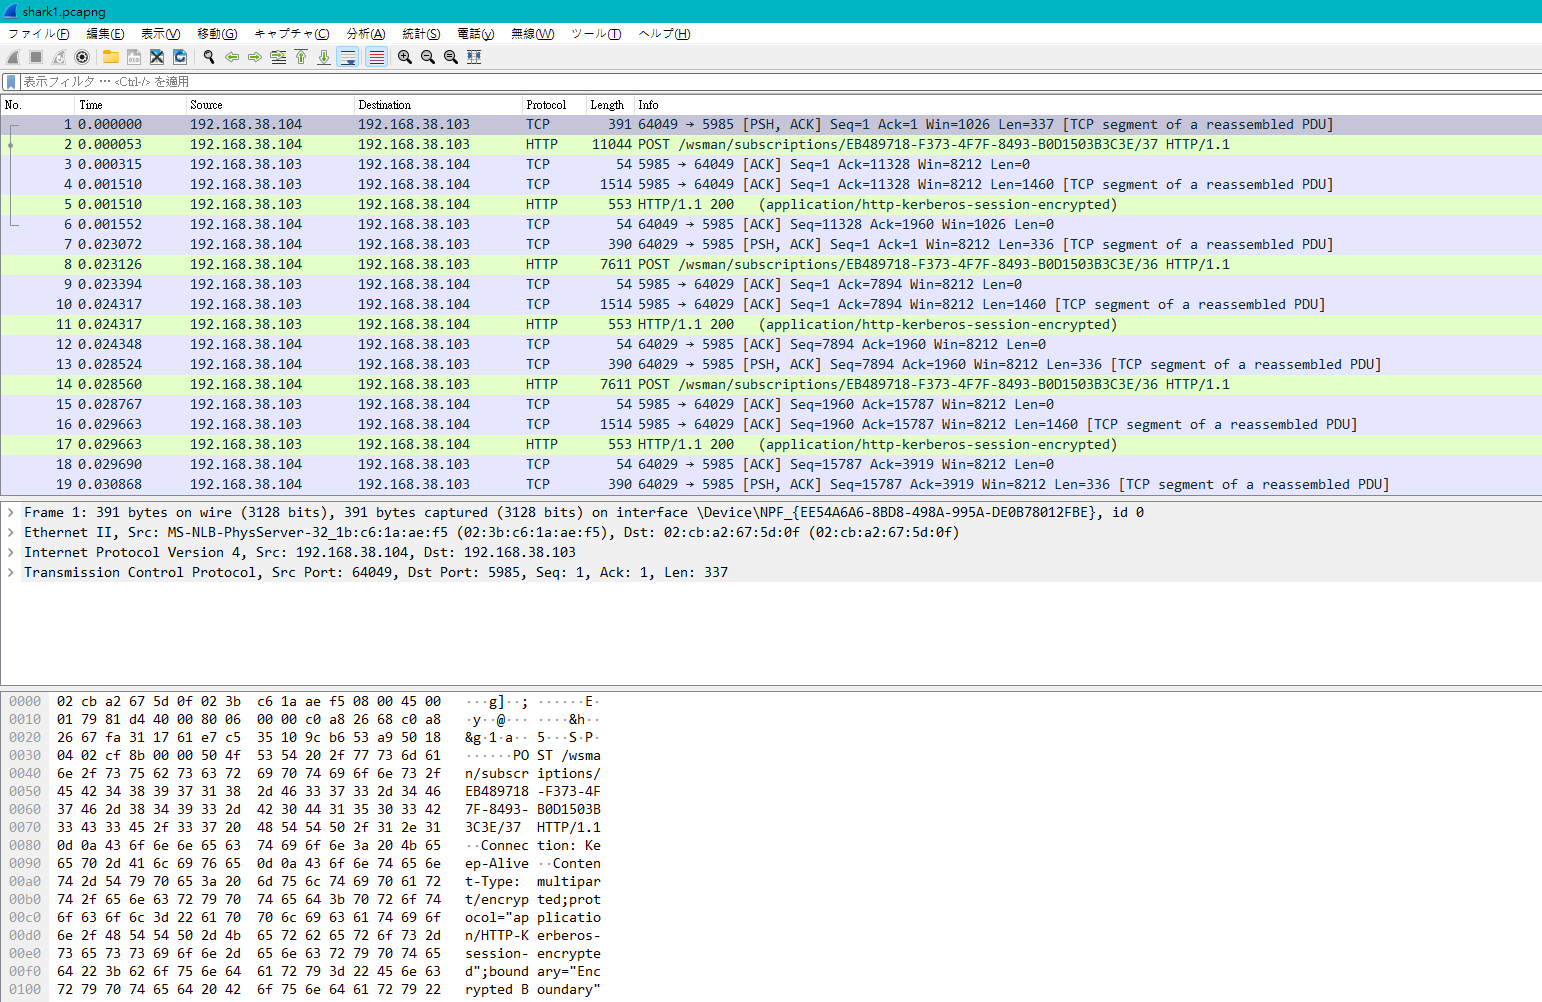 shark1.pcapng
ファイル(F) 編集(E) 表示(V) 移動(G) キャプチャ(C) 分析(A) 統計(S) 電話(y) 無線(W) ツール(T) ヘルプ(H)
表示フィルタ … <Ctrl-/> を適用
No. Time Source Destination Protocol Length Info
1 0.000000 192.168.38.104 192.168.38.103 TCP 391 64049 → 5985 [PSH, ACK] Seq=1 Ack=1 Win=1026 Len=337 [TCP segment of a reassembled PDU]
2 0.000053 192.168.38.104 192.168.38.103 HTTP 11044 POST /wsman/subscriptions/EB489718-F373-4F7F-8493-B0D1503B3C3E/37 HTTP/1.1
3 0.000315 192.168.38.103 192.168.38.104 TCP 54 5985 → 64049 [ACK] Seq=1 Ack=11328 Win=8212 Len=0
4 0.001510 192.168.38.103 192.168.38.104 TCP 1514 5985 → 64049 [ACK] Seq=1 Ack=11328 Win=8212 Len=1460 [TCP segment of a reassembled PDU]
5 0.001510 192.168.38.103 192.168.38.104 HTTP 553 HTTP/1.1 200 (application/http-kerberos-session-encrypted)
6 0.001552 192.168.38.104 192.168.38.103 TCP 54 64049 → 5985 [ACK] Seq=11328 Ack=1960 Win=1026 Len=0
7 0.023072 192.168.38.104 192.168.38.103 TCP 390 64029 → 5985 [PSH, ACK] Seq=1 Ack=1 Win=8212 Len=336 [TCP segment of a reassembled PDU]
8 0.023126 192.168.38.104 192.168.38.103 HTTP 7611 POST /wsman/subscriptions/EB489718-F373-4F7F-8493-B0D1503B3C3E/36 HTTP/1.1
9 0.023394 192.168.38.103 192.168.38.104 TCP 54 5985 → 64029 [ACK] Seq=1 Ack=7894 Win=8212 Len=0
10 0.024317 192.168.38.103 192.168.38.104 TCP 1514 5985 → 64029 [ACK] Seq=1 Ack=7894 Win=8212 Len=1460 [TCP segment of a reassembled PDU]
11 0.024317 192.168.38.103 192.168.38.104 HTTP 553 HTTP/1.1 200 (application/http-kerberos-session-encrypted)
12 0.024348 192.168.38.104 192.168.38.103 TCP 54 64029 → 5985 [ACK] Seq=7894 Ack=1960 Win=8212 Len=0
13 0.028524 192.168.38.104 192.168.38.103 TCP 390 64029 → 5985 [PSH, ACK] Seq=7894 Ack=1960 Win=8212 Len=336 [TCP segment of a reassembled PDU]
14 0.028560 192.168.38.104 192.168.38.103 HTTP 7611 POST /wsman/subscriptions/EB489718-F373-4F7F-8493-B0D1503B3C3E/36 HTTP/1.1
15 0.028767 192.168.38.103 192.168.38.104 TCP 54 5985 → 64029 [ACK] Seq=1960 Ack=15787 Win=8212 Len=0
16 0.029663 192.168.38.103 192.168.38.104 TCP 1514 5985 → 64029 [ACK] Seq=1960 Ack=15787 Win=8212 Len=1460 [TCP segment of a reassembled PDU]
17 0.029663 192.168.38.103 192.168.38.104 HTTP 553 HTTP/1.1 200 (application/http-kerberos-session-encrypted)
18 0.029690 192.168.38.104 192.168.38.103 TCP 54 64029 → 5985 [ACK] Seq=15787 Ack=3919 Win=8212 Len=0
19 0.030868 192.168.38.104 192.168.38.103 TCP 390 64029 → 5985 [PSH, ACK] Seq=15787 Ack=3919 Win=8212 Len=336 [TCP segment of a reassembled PDU]
Frame 1: 391 bytes on wire (3128 bits), 391 bytes captured (3128 bits) on interface \Device\NPF_{EE54A6A6-8BD8-498A-995A-DE0B78012FBE}, id 0
Ethernet II, Src: MS-NLB-PhysServer-32_1b:c6:1a:ae:f5 (02:3b:c6:1a:ae:f5), Dst: 02:cb:a2:67:5d:0f (02:cb:a2:67:5d:0f)
Internet Protocol Version 4, Src: 192.168.38.104, Dst: 192.168.38.103
Transmission Control Protocol, Src Port: 64049, Dst Port: 5985, Seq: 1, Ack: 1, Len: 337
0000 02 cb a2 67 5d 0f 02 3b c6 1a ae f5 08 00 45 00 ···g]··; ······E·
0010 01 79 81 d4 40 00 80 06 00 00 c0 a8 26 68 c0 a8 ·y··@··· ····&h··
0020 26 67 fa 31 17 61 e7 c5 35 10 9c b6 53 a9 50 18 &g·1·a·· 5···S·P·
0030 04 02 cf 8b 00 00 50 4f 53 54 20 2f 77 73 6d 61 ······PO ST /wsma
0040 6e 2f 73 75 62 73 63 72 69 70 74 69 6f 6e 73 2f n/subscr iptions/
0050 45 42 34 38 39 37 31 38 2d 46 33 37 33 2d 34 46 EB489718 -F373-4F
0060 37 46 2d 38 34 39 33 2d 42 30 44 31 35 30 33 42 7F-8493- B0D1503B
0070 33 43 33 45 2f 33 37 20 48 54 54 50 2f 31 2e 31 3C3E/37 HTTP/1.1
0080 0d 0a 43 6f 6e 6e 65 63 74 69 6f 6e 3a 20 4b 65 ··Connec tion: Ke
0090 65 70 2d 41 6c 69 76 65 0d 0a 43 6f 6e 74 65 6e ep-Alive ··Conten
00a0 74 2d 54 79 70 65 3a 20 6d 75 6c 74 69 70 61 72 t-Type: multipar
00b0 74 2f 65 6e 63 72 79 70 74 65 64 3b 70 72 6f 74 t/encryp ted;prot
00c0 6f 63 6f 6c 3d 22 61 70 70 6c 69 63 61 74 69 6f ocol="ap plicatio
00d0 6e 2f 48 54 54 50 2d 4b 65 72 62 65 72 6f 73 2d n/HTTP-K erberos-
00e0 73 65 73 73 69 6f 6e 2d 65 6e 63 72 79 70 74 65 session- encrypte
00f0 64 22 3b 62 6f 75 6e 64 61 72 79 3d 22 45 6e 63 d";bound ary="Enc
0100 72 79 70 74 65 64 20 42 6f 75 6e 64 61 72 79 22 rypted B oundary"